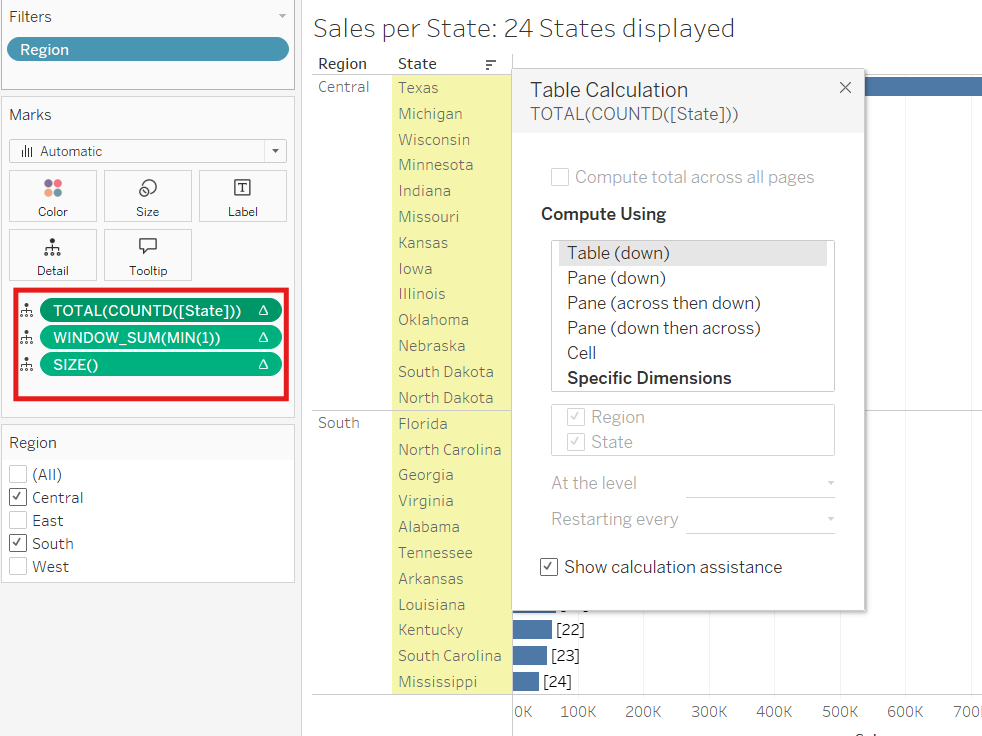 Filters
Region
Marks
Automatic
Color
Size
Label
Detail
Tooltip
TOTAL(COUNTD([State])) Δ
WINDOW_SUM(MIN(1)) Δ
SIZE() Δ
Region
(All)
Central
East
South
West
Sales per State: 24 States displayed
Region State
Central Texas
Michigan
Wisconsin
Minnesota
Indiana
Missouri
Kansas
Iowa
Illinois
Oklahoma
Nebraska
South Dakota
North Dakota
South Florida
North Carolina
Georgia
Virginia
Alabama
Tennessee
Arkansas
Louisiana
Kentucky [22]
South Carolina [23]
Mississippi [24]
0K 100K 200K 300K 400K 500K 600K
Table Calculation
TOTAL(COUNTD([State]))
Compute total across all pages
Compute Using
Table (down)
Pane (down)
Pane (across then down)
Pane (down then across)
Cell
Specific Dimensions
Region
State
At the level
Restarting every
Show calculation assistance